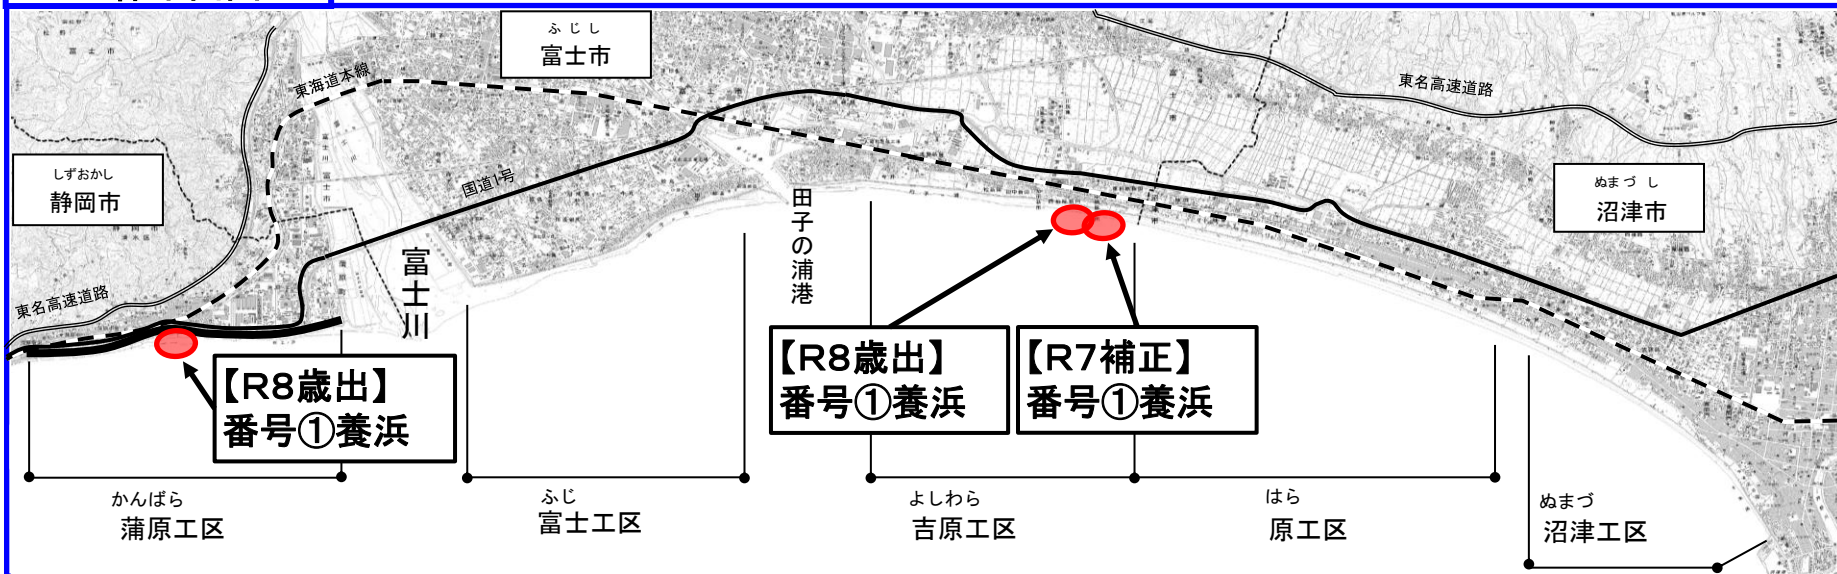 ふじし
富士市
東海道本線
東名高速道路
しずおかし
静岡市
国道1号
ぬまづ し
沼津市
田子の浦港
富士川
東名高速道路
【R8歳出】
番号①養浜
【R8歳出】
番号①養浜
【R7補正】
番号①養浜
かんばら
蒲原工区
ふじ
富士工区
よしわら
吉原工区
はら
原工区
ぬまづ
沼津工区